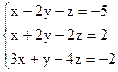 x − 2y − z = −5
x + 2y − 2z = 2
3x + y − 4z = −2